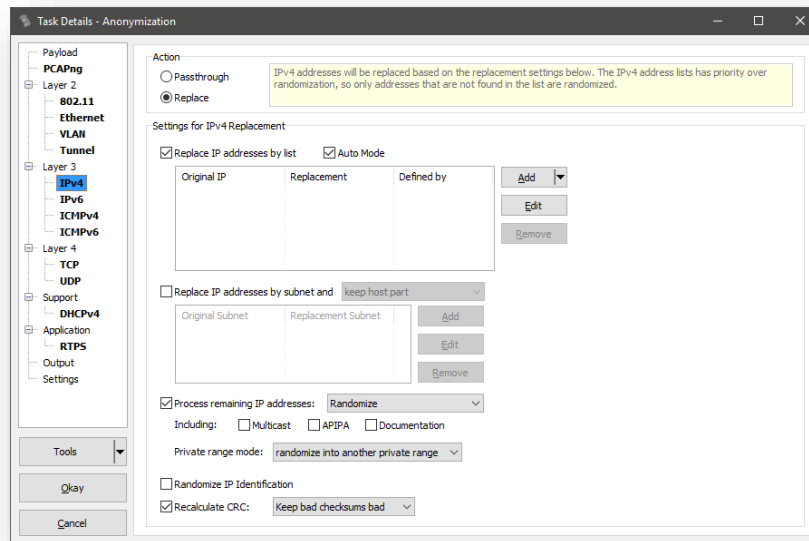 Task Details - Anonymization
Payload
PCAPng
Layer 2
802.11
Ethernet
VLAN
Tunnel
Layer 3
IPv4
IPv6
ICMPv4
ICMPv6
Layer 4
TCP
UDP
Support
DHCPv4
Application
RTPS
Output
Settings
Tools
Okay
Cancel
Action
Passthrough
Replace
IPv4 addresses will be replaced based on the replacement settings below. The IPv4 address lists has priority over
randomization, so only addresses that are not found in the list are randomized.
Settings for IPv4 Replacement
Replace IP addresses by list Auto Mode
Original IP Replacement Defined by
Add
Edit
Remove
Replace IP addresses by subnet and keep host part
Original Subnet Replacement Subnet
Add
Edit
Remove
Process remaining IP addresses: Randomize
Including: Multicast APIPA Documentation
Private range mode: randomize into another private range
Randomize IP Identification
Recalculate CRC: Keep bad checksums bad